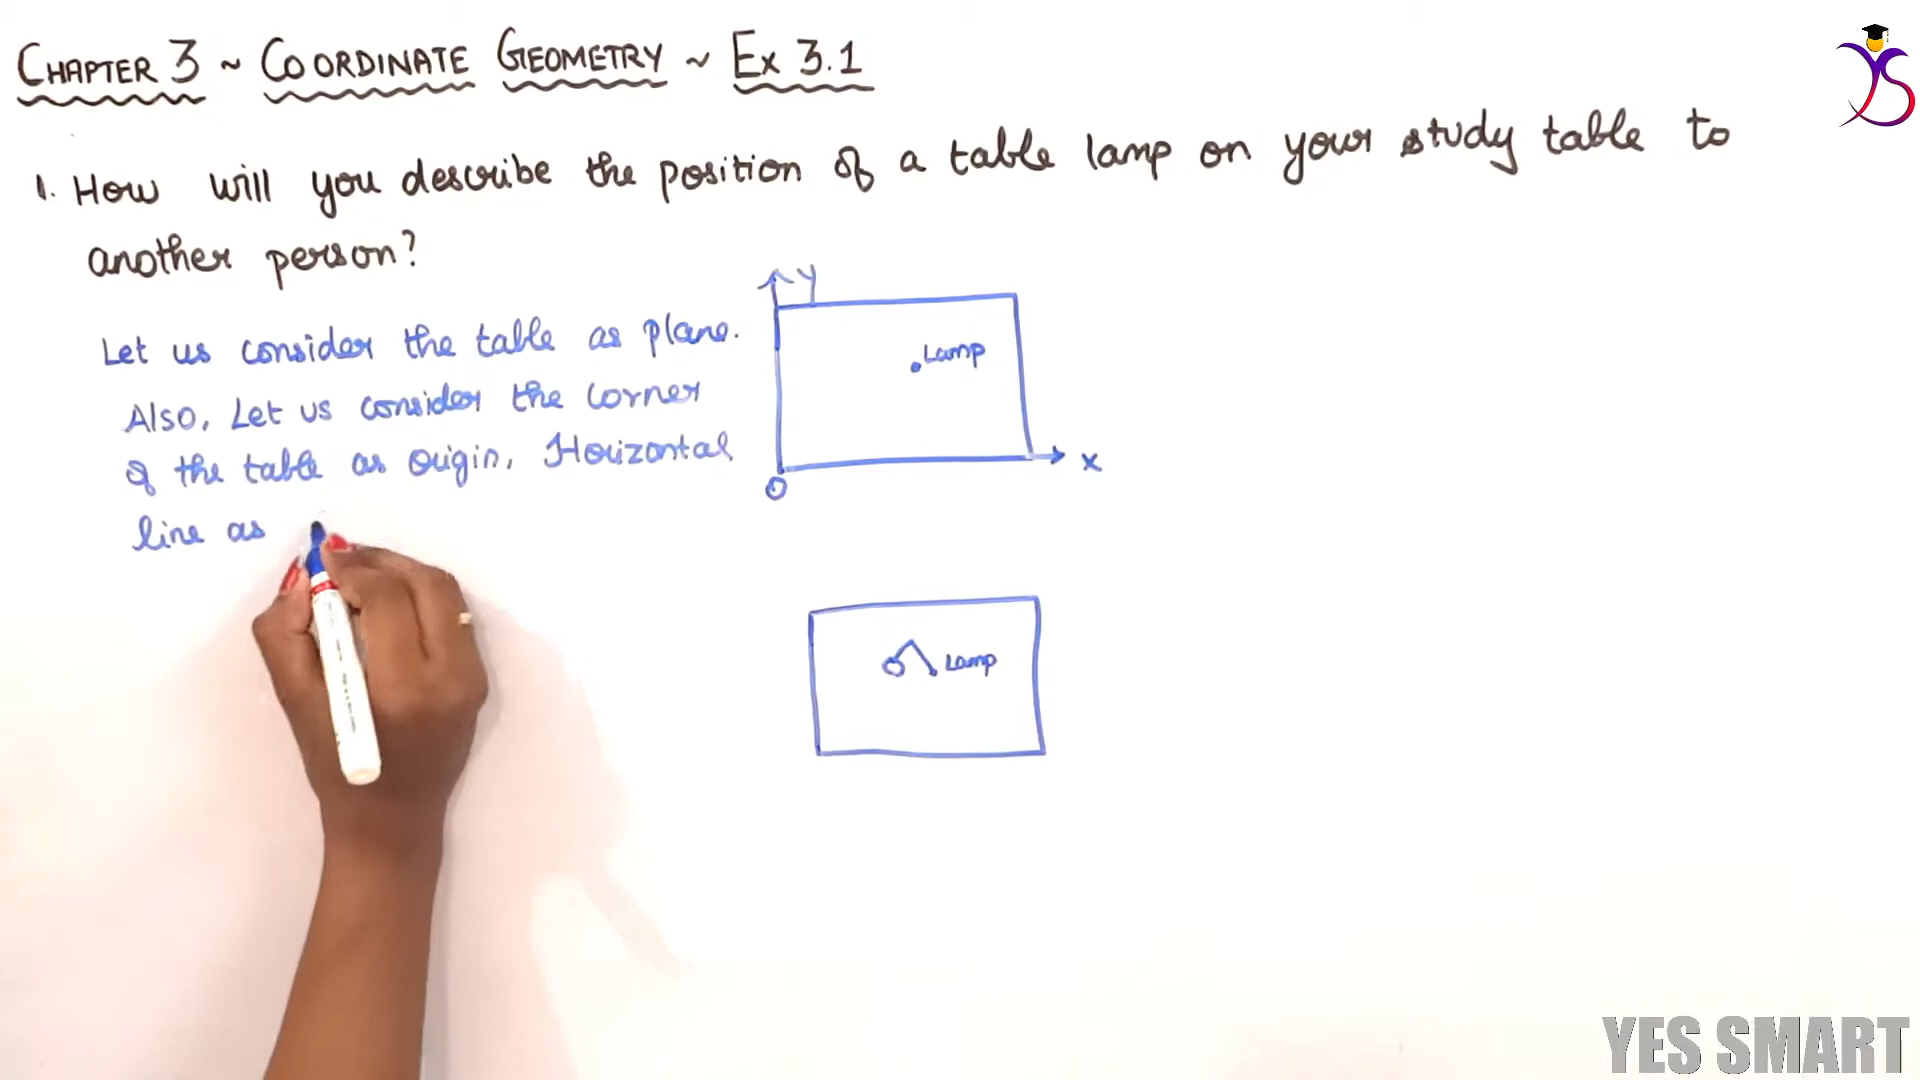 CHAPTER 3 ~ COORDINATE GEOMETRY ~ Ex 3.1
1. How will you describe the position of a table lamp on your study table to
another person?
Y
Let us consider the table as plane.
.Lamp
Also, Let us consider the corner
of the table as origin, Horizontal
x
O
line as
Lamp
YS
YES SMART